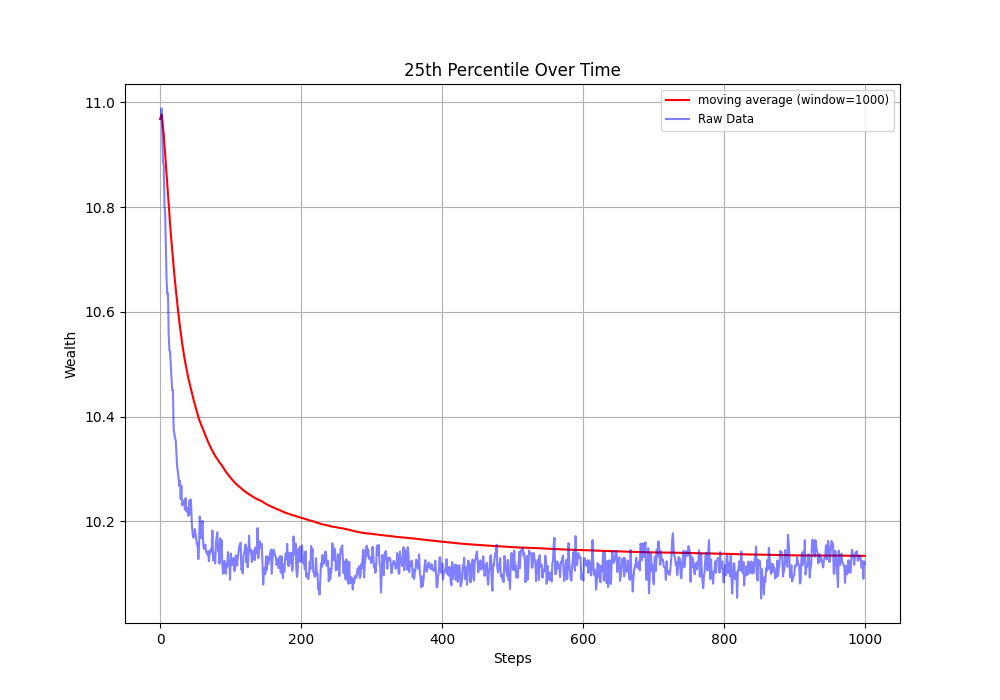 25th Percentile Over Time
moving average (window=1000)
Raw Data
Wealth
11.0
10.8
10.6
10.4
10.2
0
200
400
600
800
1000
Steps